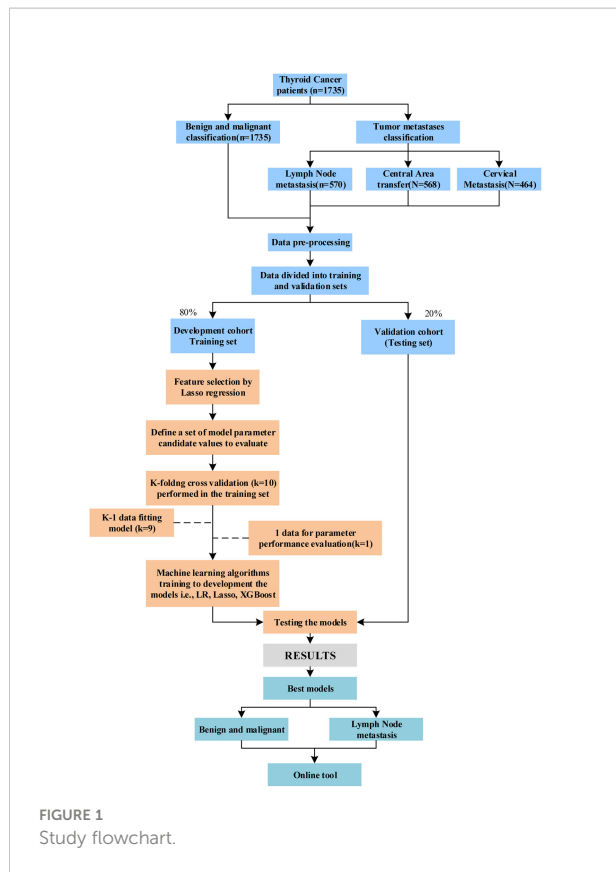 Thyroid Cancer
patients (n=1735)
Benign and malignant
classification(n=1735)
Tumor metastases
classification
Lymph Node
metastasis(n=570)
Central Area
transfer(N=568)
Cervical
Metastasis(N=464)
Data pre-processing
Data divided into training
and validation sets
80%
20%
Development cohort
Training set
Validation cohort
(Testing set)
Feature selection by
Lasso regression
Define a set of model parameter
candidate values to evaluate
K-foldng cross validation (k=10)
performed in the training set
K-1 data fitting
model (k=9)
1 data for parameter
performance evaluation(k=1)
Machine learning algorithms
training to development the
models i.e., LR, Lasso, XGBoost
Testing the models
RESULTS
Best models
Benign and malignant
Lymph Node
metastasis
Online tool
FIGURE 1
Study flowchart.